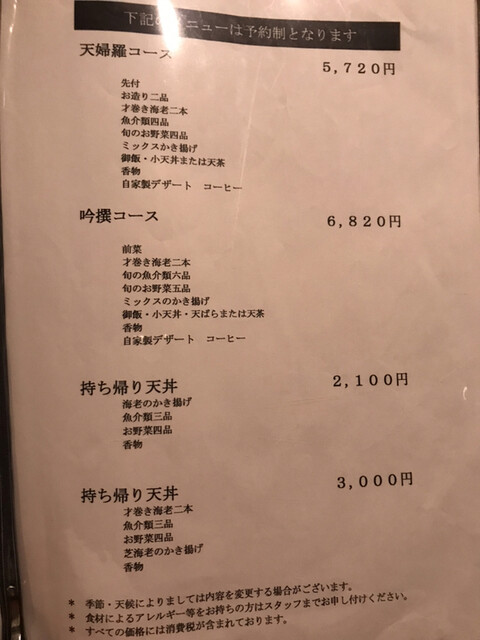 下記のメニューは予約制となります
天婦羅コース 5,720円
先付
お造り二品
才巻き海老二本
魚介類四品
旬のお野菜四品
ミックスかき揚げ
御飯・小天丼または天茶
香物
自家製デザート コーヒー
吟撰コース 6,820円
前菜
才巻き海老二本
旬の魚介類六品
旬のお野菜五品
ミックスのかき揚げ
御飯・小天丼・天ばらまたは天茶
香物
自家製デザート コーヒー
持ち帰り天丼 2,100円
海老のかき揚げ
魚介類三品
お野菜四品
香物
持ち帰り天丼 3,000円
才巻き海老二本
魚介類三品
お野菜四品
芝海老のかき揚げ
香物
* 季節・天候によりましては内容を変更する場合がございます。
* 食材によるアレルギー等をお持ちの方はスタッフまでお申し付けください。
* すべての価格には消費税が含まれております。